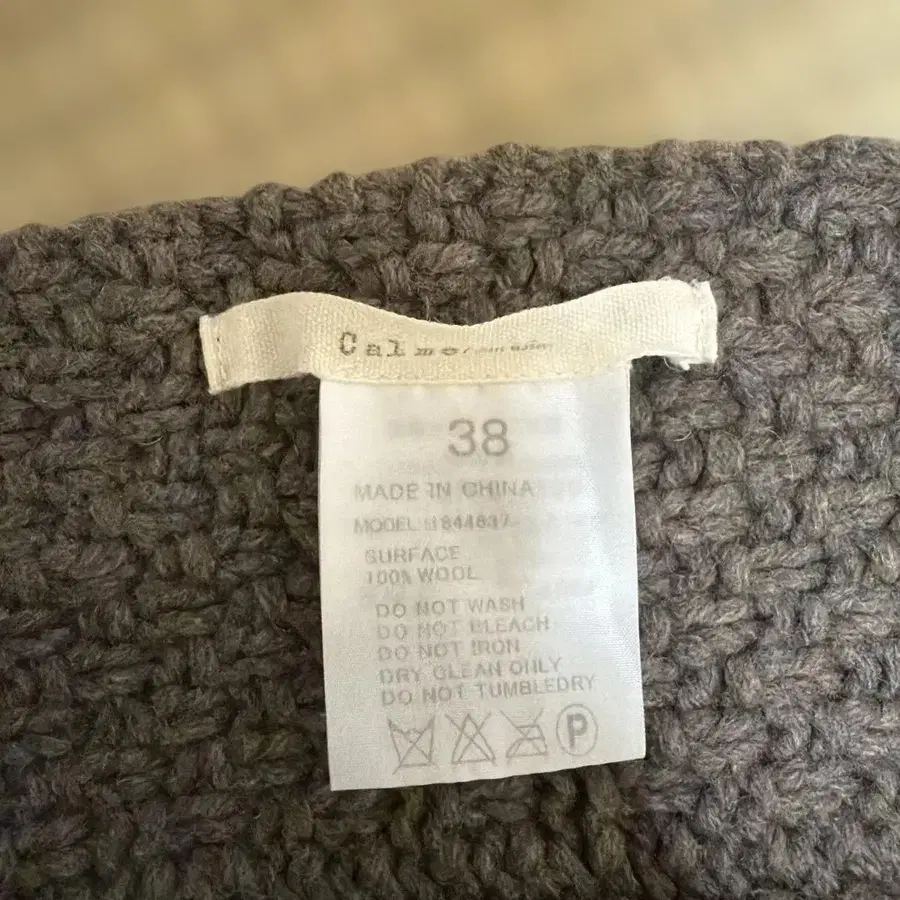 Calme
38
MADE IN CHINA
MODEL:
SURFACE
100% WOOL
DO NOT WASH
DO NOT BLEACH
DO NOT IRON
DRY CLEAN ONLY
DO NOT TUMBLEDRY
P